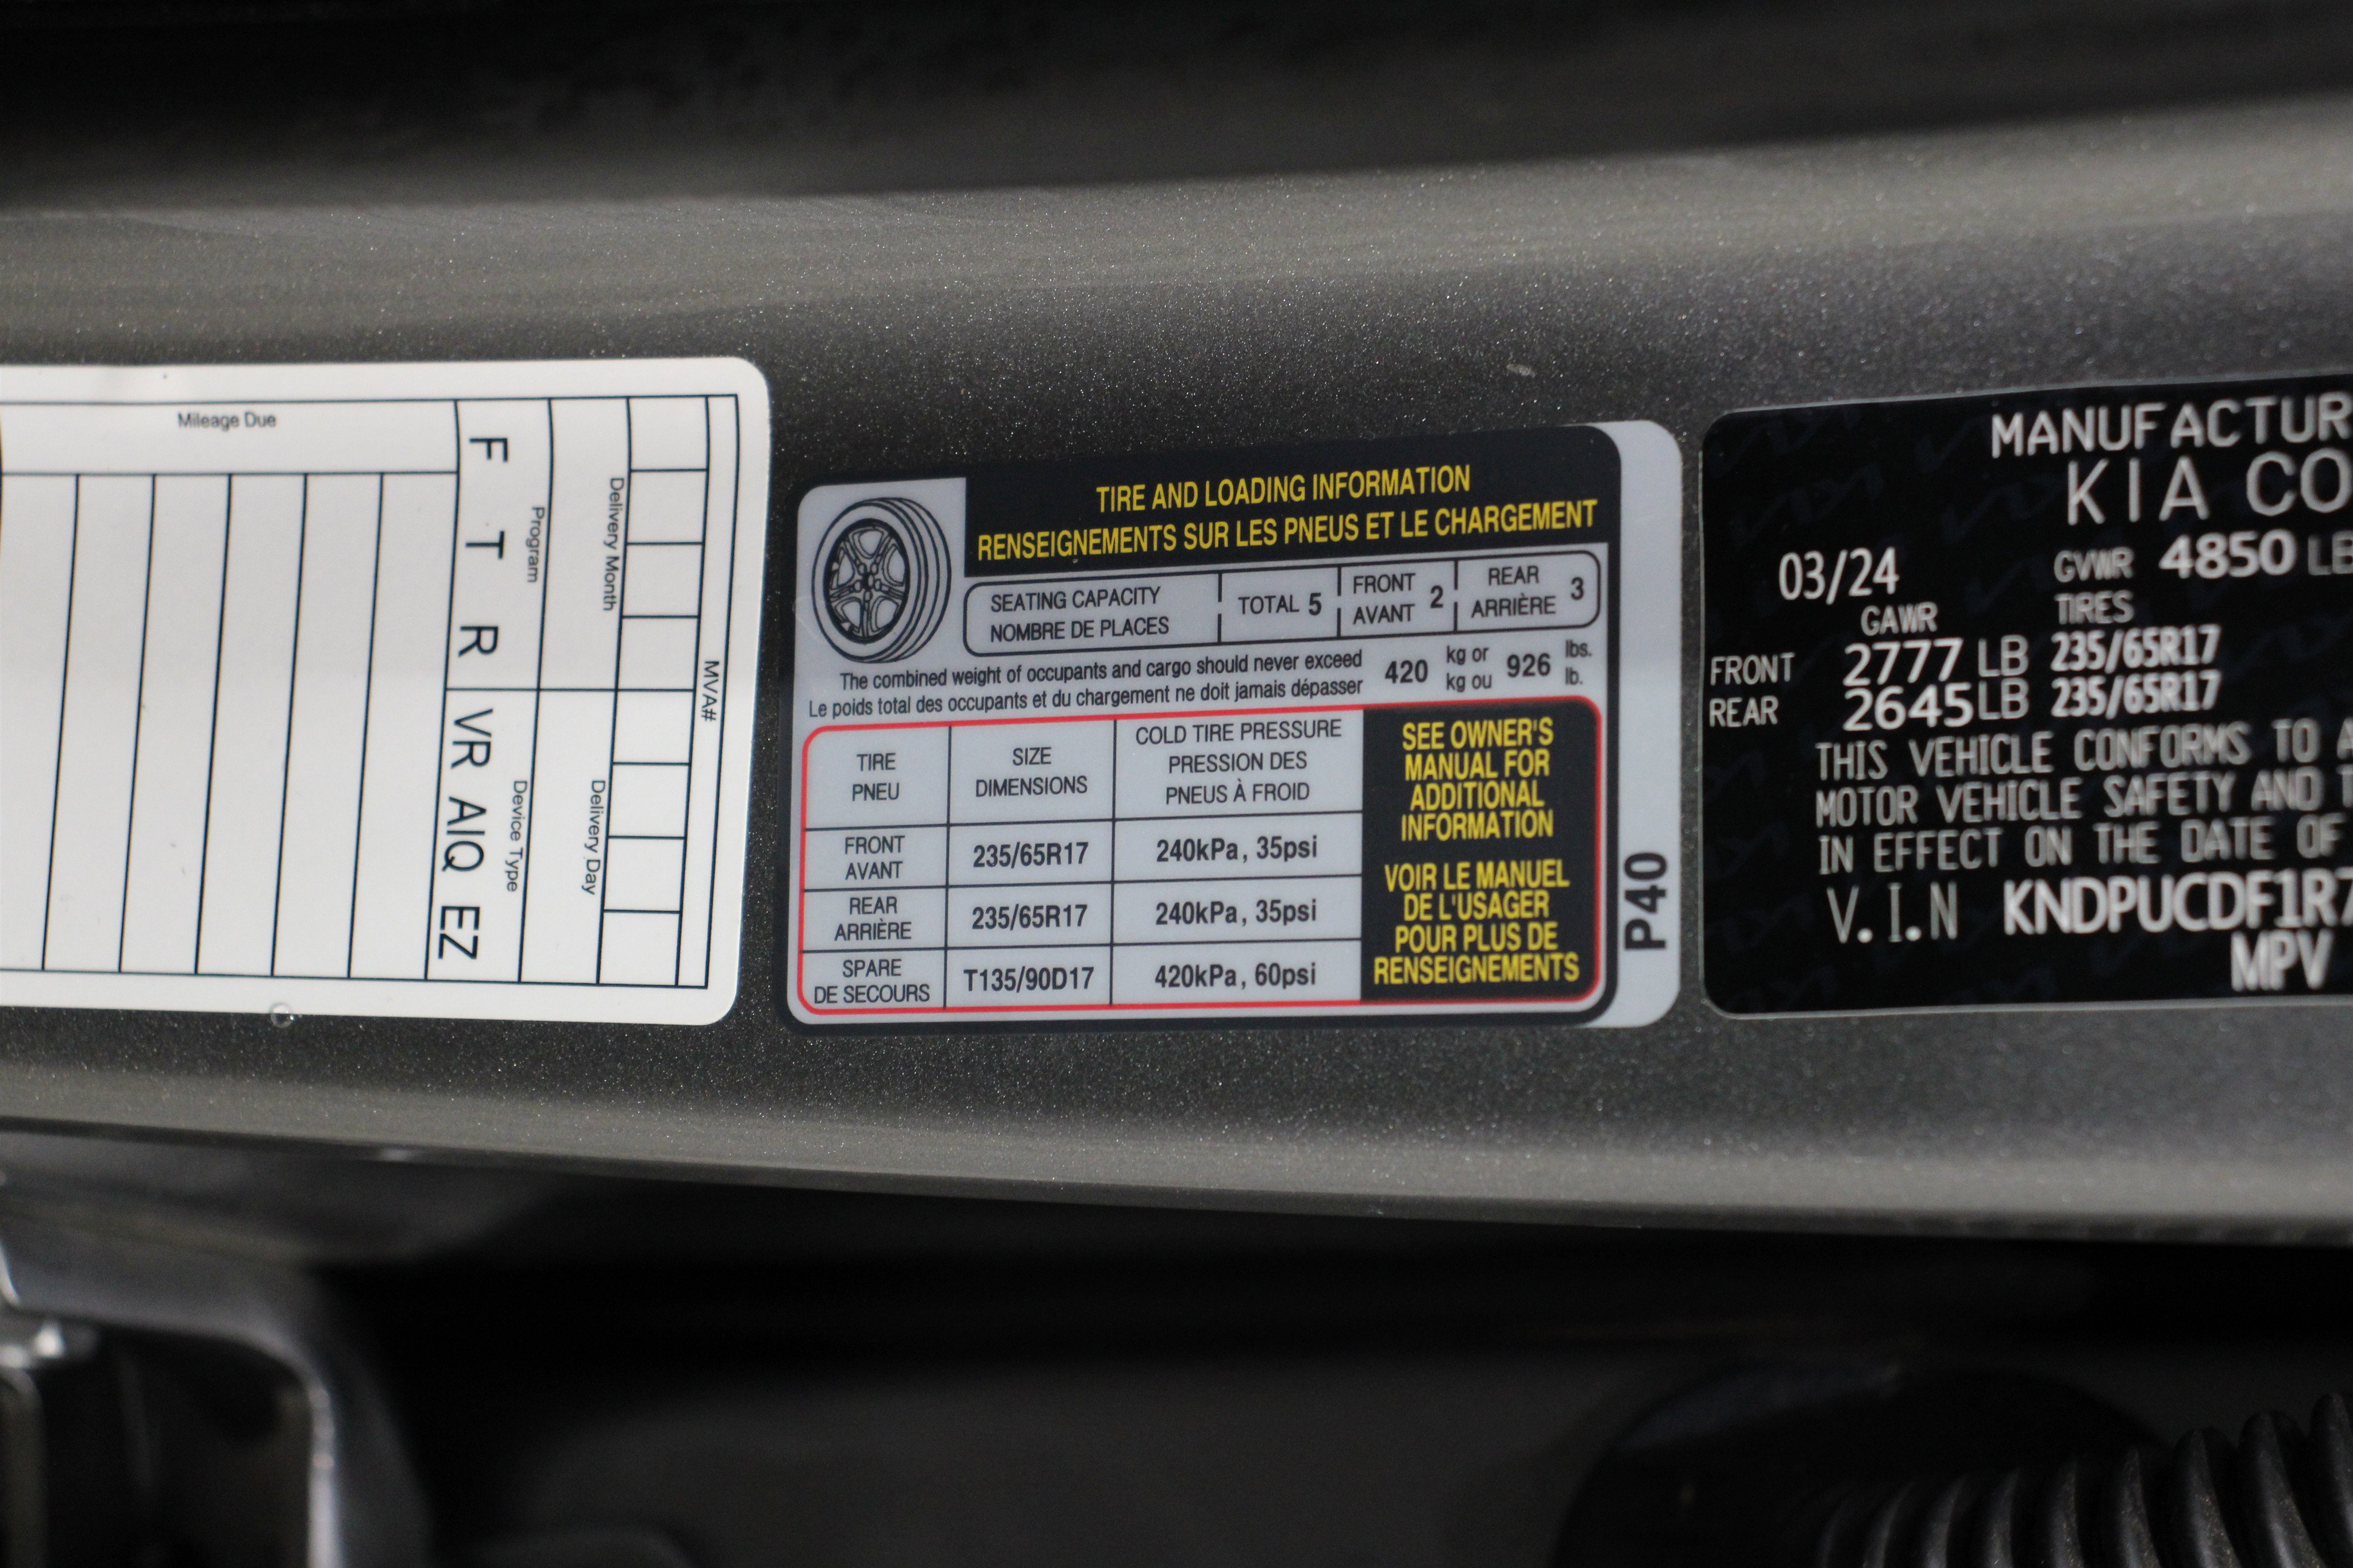 Mileage Due
MVA#
Delivery Month
Delivery Day
Program
Device Type
F T R
VR AIQ EZ
TIRE AND LOADING INFORMATION
RENSEIGNEMENTS SUR LES PNEUS ET LE CHARGEMENT
SEATING CAPACITY
NOMBRE DE PLACES
TOTAL 5
FRONT
AVANT
2
REAR
ARRIÈRE
3
The combined weight of occupants and cargo should never exceed
Le poids total des occupants et du chargement ne doit jamais dépasser
420
kg or
kg ou
926
lbs.
lb.
TIRE
PNEU
SIZE
DIMENSIONS
COLD TIRE PRESSURE
PRESSION DES
PNEUS À FROID
FRONT
AVANT
235/65R17
240kPa, 35psi
REAR
ARRIÈRE
235/65R17
240kPa, 35psi
SPARE
DE SECOURS
T135/90D17
420kPa, 60psi
SEE OWNER'S
MANUAL FOR
ADDITIONAL
INFORMATION
VOIR LE MANUEL
DE L'USAGER
POUR PLUS DE
RENSEIGNEMENTS
P40
MANUFACTUR
KIA CO
03/24 GVWR 4850 LB
GAWR TIRES
FRONT 2777 LB 235/65R17
REAR 2645LB 235/65R17
THIS VEHICLE CONFORMS TO A
MOTOR VEHICLE SAFETY AND T
IN EFFECT ON THE DATE OF
V.I.N KNDPUCDF1R7
MPV